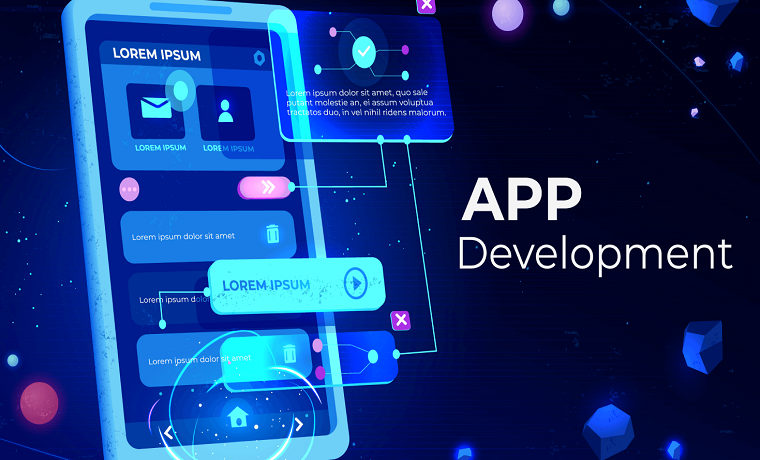 LOREM IPSUM
LOREM IPSUM
LOREM IPSUM
Lorem ipsum dolor sit amet, quo sale
putant molestie an, ei assum voluptua
tractatos duo, in vel nihil ridens maiorum.
Lorem ipsum dolor sit amet
LOREM IPSUM
Lorem ipsum dolor
Lorem ipsum dolor sit amet
APP
Development